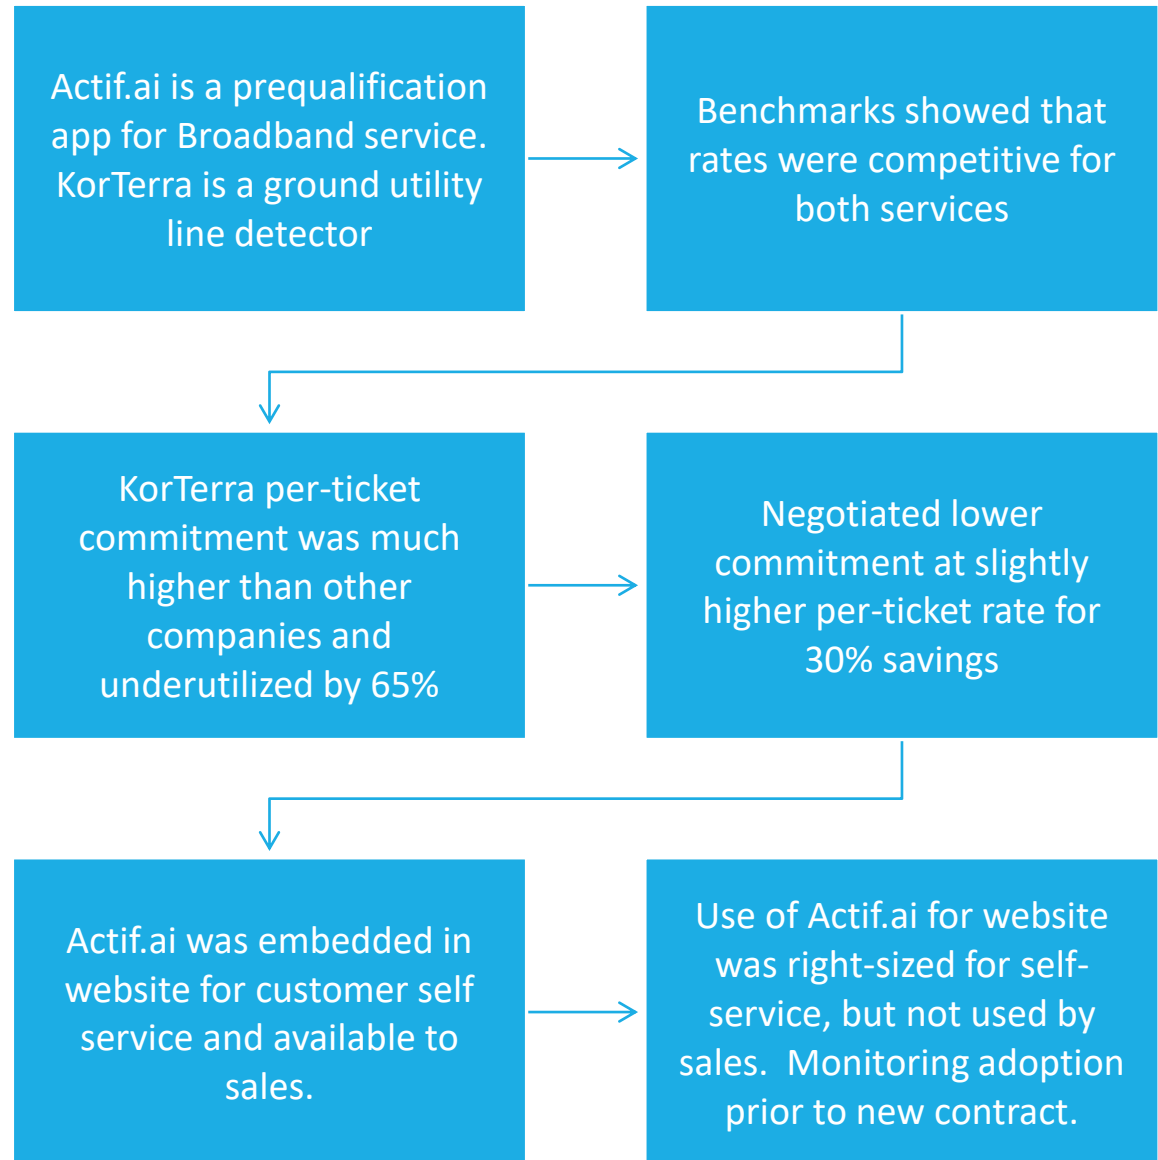 Actif.ai is a prequalification
app for Broadband service.
KorTerra is a ground utility
line detector
Benchmarks showed that
rates were competitive for
both services
KorTerra per-ticket
commitment was much
higher than other
companies and
underutilized by 65%
Negotiated lower
commitment at slightly
higher per-ticket rate for
30% savings
Actif.ai was embedded in
website for customer self
service and available to
sales.
Use of Actif.ai for website
was right-sized for self-
service, but not used by
sales.  Monitoring adoption
prior to new contract.